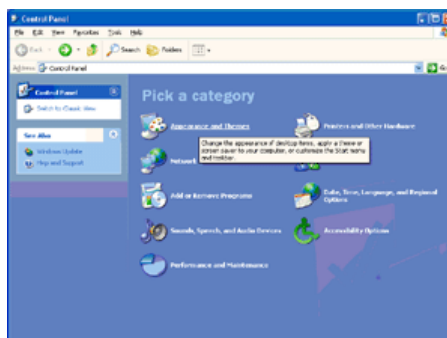 Control Panel
File Edit View Favorites Tools Help
Back Search Folders
Address Control Panel Go
Control Panel
Switch to Classic View
See Also
Windows Update
Help and Support
Pick a category
Appearance and Themes
Printers and Other Hardware
Change the appearance of desktop items, apply a theme or
screen saver to your computer, or customize the Start menu
and taskbar.
Network
Add or Remove Programs
Date, Time, Language, and Regional
Options
Sounds, Speech, and Audio Devices
Accessibility Options
Performance and Maintenance